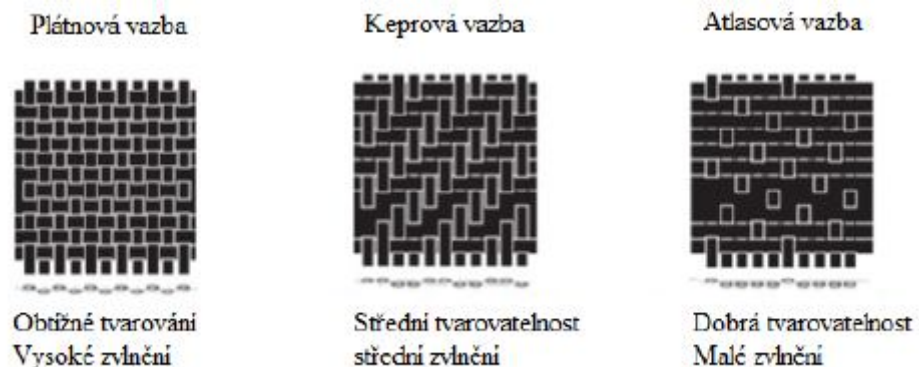 Plátnová vazba
Keprová vazba
Atlasová vazba
Obtížné tvarování
Vysoké zvlnění
Střední tvarovatelnost
střední zvlnění
Dobrá tvarovatelnost
Malé zvlnění